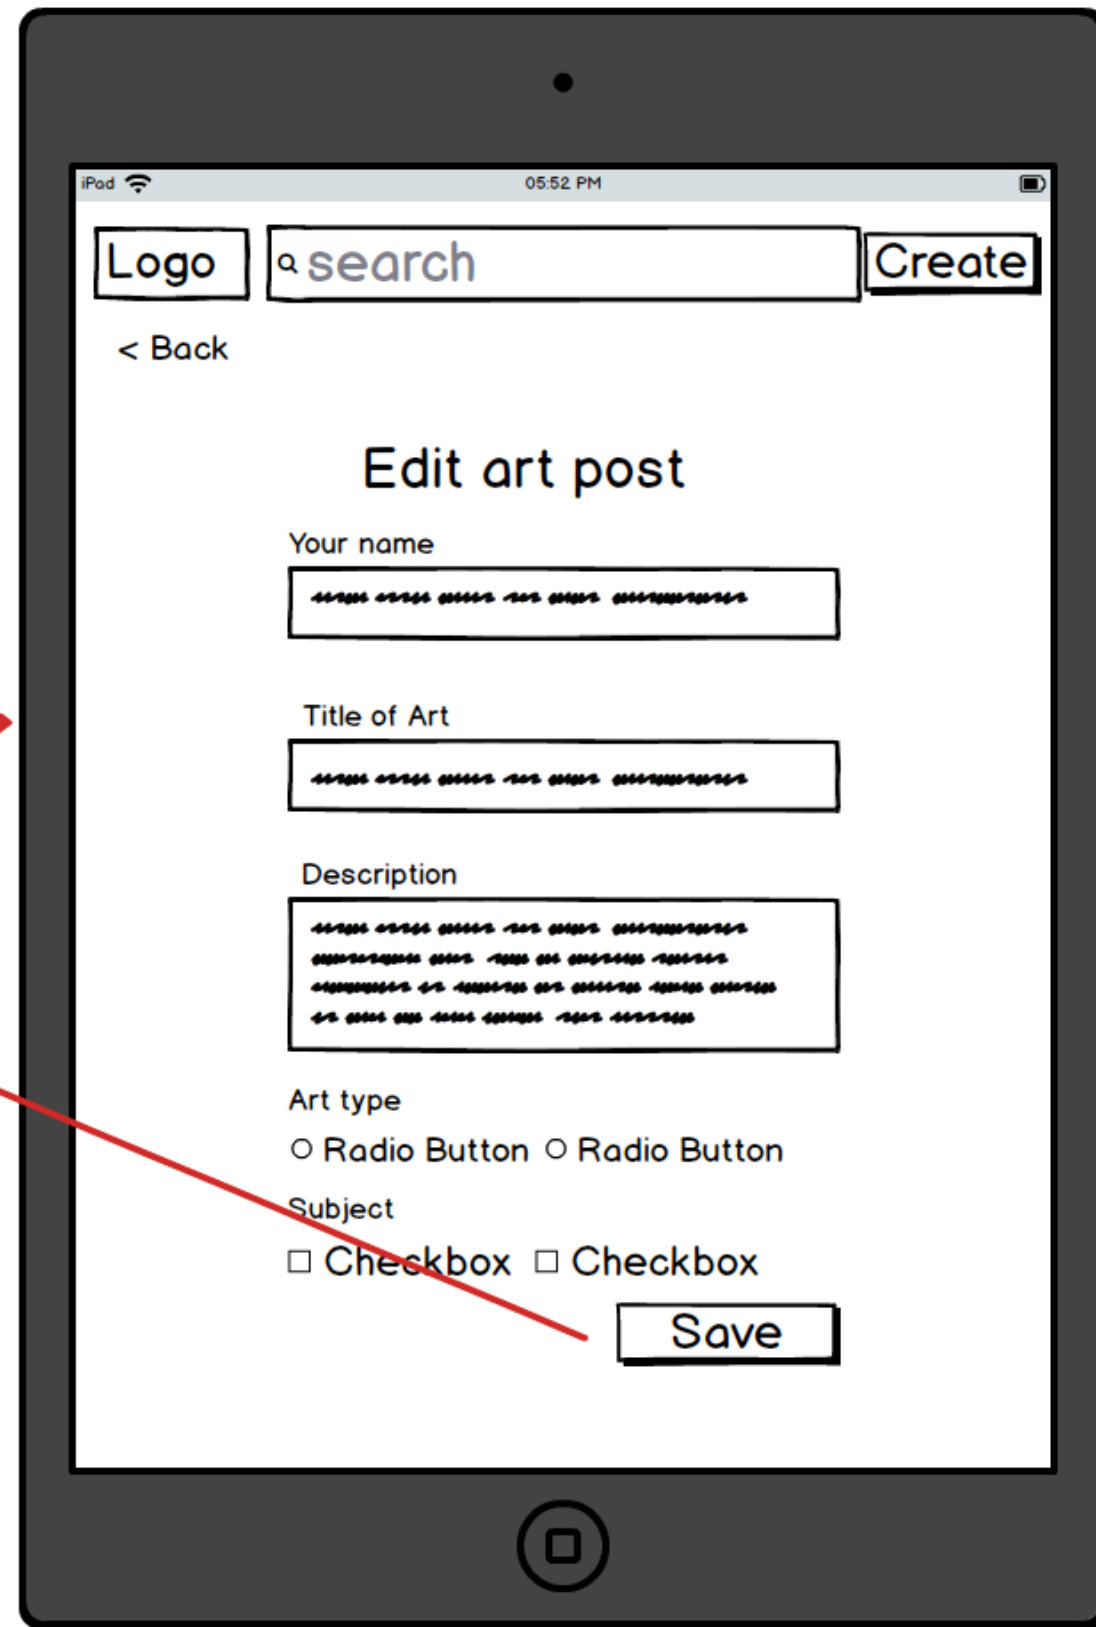 iPad 05:52 PM
Logo search Create
< Back
Edit art post
Your name
Title of Art
Description
Art type
Radio Button Radio Button
Subject
Checkbox Checkbox
Save